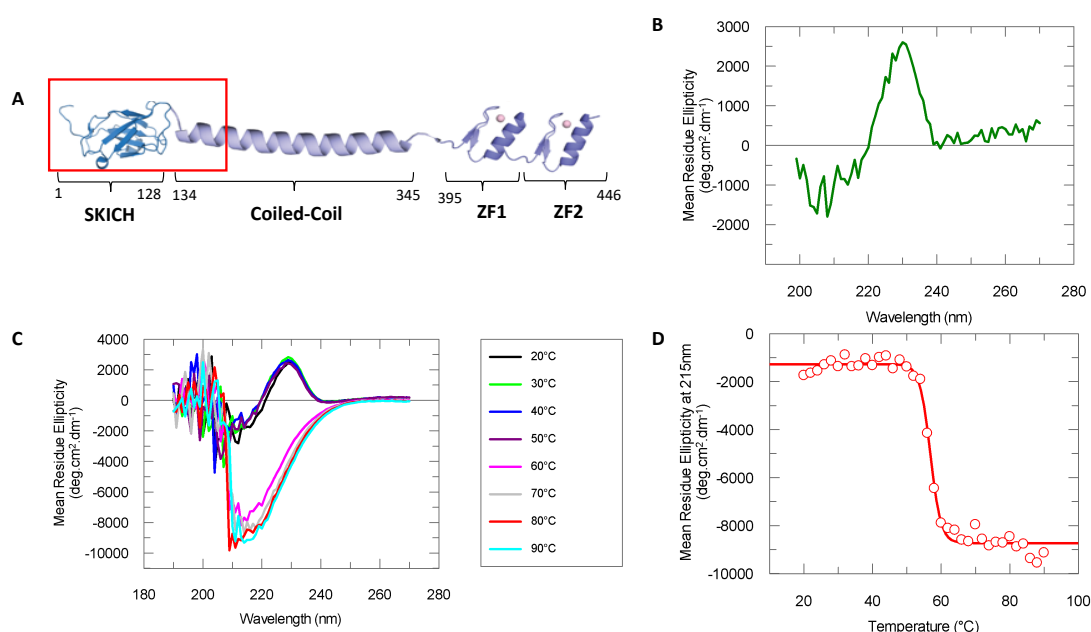 A
1
128
134
345
395
446
SKICH
Coiled-Coil
ZF1
ZF2
B
Mean Residue Ellipticity
(deg.cm².dm⁻¹)
3000
2000
1000
0
-1000
-2000
200 220 240 260 280
Wavelength (nm)
C
Mean Residue Ellipticity
(deg.cm².dm⁻¹)
4000
2000
0
-2000
-4000
-6000
-8000
-10000
180 200 220 240 260 280
Wavelength (nm)
20°C
30°C
40°C
50°C
60°C
70°C
80°C
90°C
D
Mean Residue Ellipticity at 215nm
(deg.cm².dm⁻¹)
0
-2000
-4000
-6000
-8000
-10000
20 40 60 80 100
Temperature (°C)